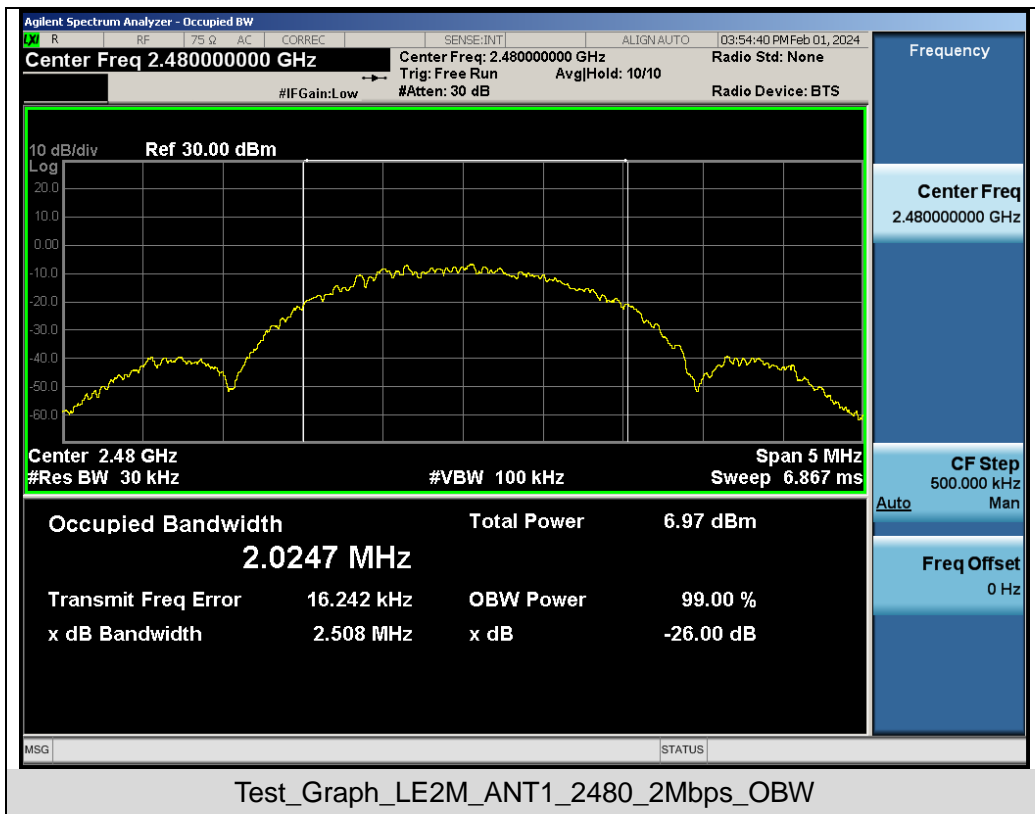 Agilent Spectrum Analyzer - Occupied BW
LXI R RF 75 Ω AC CORREC SENSE:INT ALIGN AUTO 03:54:40 PM Feb 01, 2024
Center Freq 2.480000000 GHz
Center Freq: 2.480000000 GHz Radio Std: None
Trig: Free Run Avg|Hold: 10/10
#IFGain:Low #Atten: 30 dB Radio Device: BTS
10 dB/div Ref 30.00 dBm
Log
20.0
10.0
0.00
-10.0
-20.0
-30.0
-40.0
-50.0
-60.0
Center 2.48 GHz Span 5 MHz
#Res BW 30 kHz #VBW 100 kHz Sweep 6.867 ms
Occupied Bandwidth Total Power 6.97 dBm
2.0247 MHz
Transmit Freq Error 16.242 kHz OBW Power 99.00 %
x dB Bandwidth 2.508 MHz x dB -26.00 dB
MSG STATUS
Frequency
Center Freq
2.480000000 GHz
CF Step
500.000 kHz
Auto Man
Freq Offset
0 Hz
Test_Graph_LE2M_ANT1_2480_2Mbps_OBW